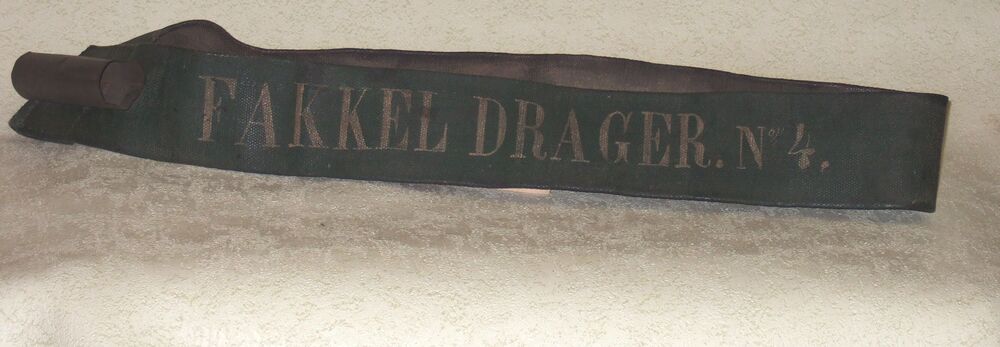 FAKKEL DRAGER. No. 4.